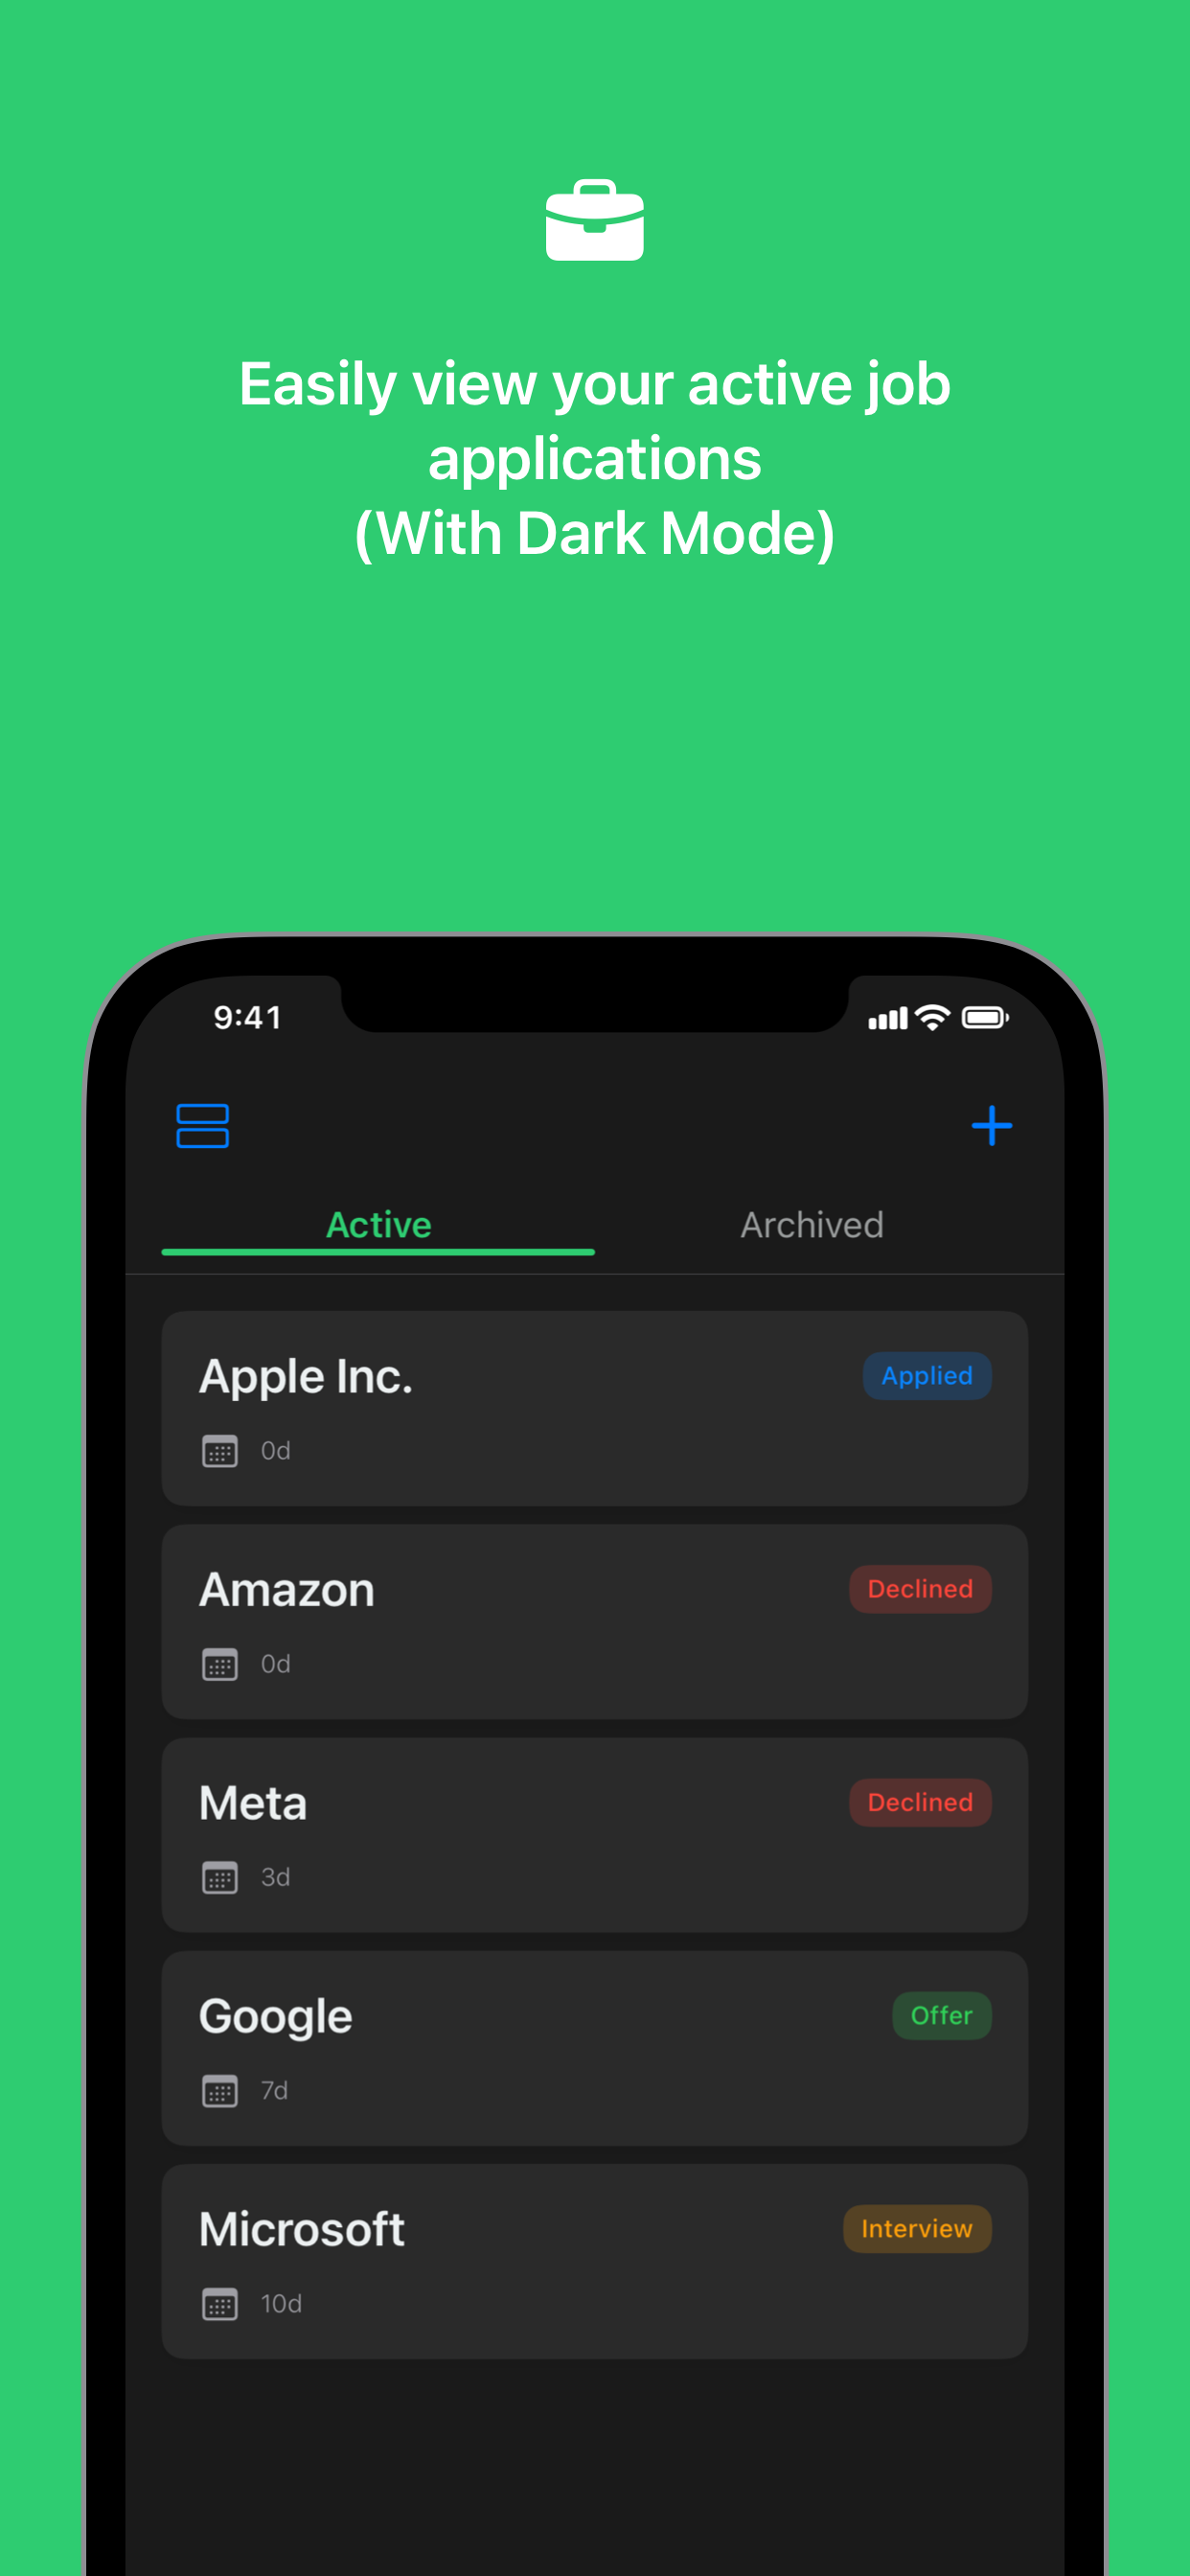 Easily view your active job
applications
(With Dark Mode)
9:41
Active
Archived
Apple Inc.
Applied
0d
Amazon
Declined
0d
Meta
Declined
3d
Google
Offer
7d
Microsoft
Interview
10d